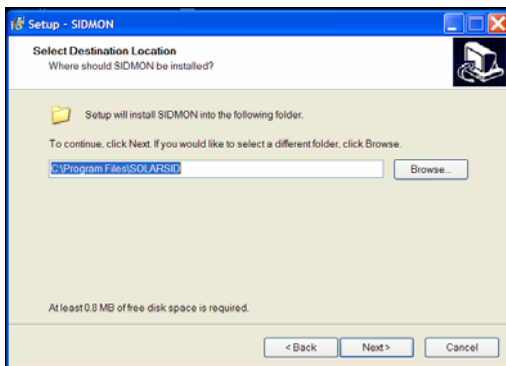 Setup - SIDMON
Select Destination Location
Where should SIDMON be installed?
Setup will install SIDMON into the following folder.
To continue, click Next. If you would like to select a different folder, click Browse.
C:\Program Files\SOLARSID
Browse...
At least 0.8 MB of free disk space is required.
< Back
Next >
Cancel